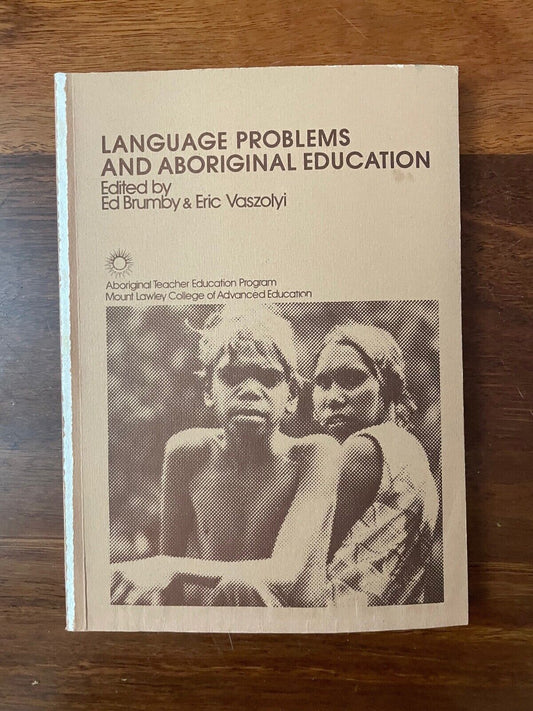 LANGUAGE PROBLEMS
AND ABORIGINAL EDUCATION
Edited by
Ed Brumby & Eric Vaszolyi
Aboriginal Teacher Education Program
Mount Lawley College of Advanced Education